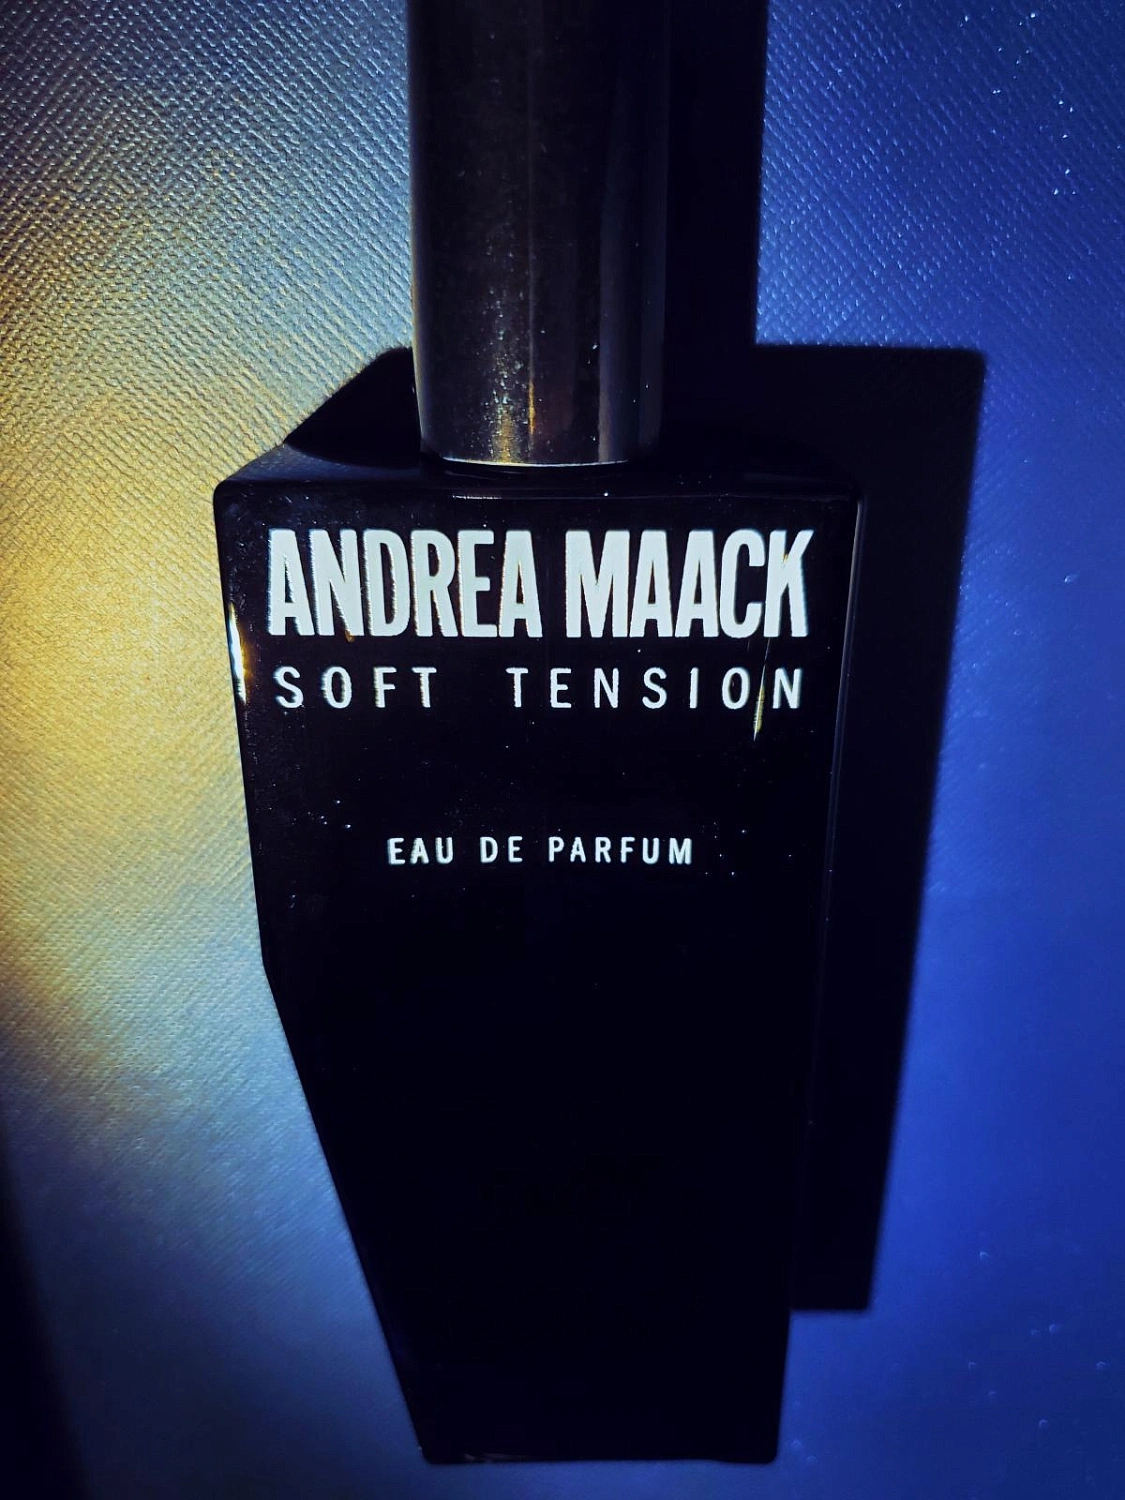 ANDREA MAACK
SOFT TENSION
EAU DE PARFUM